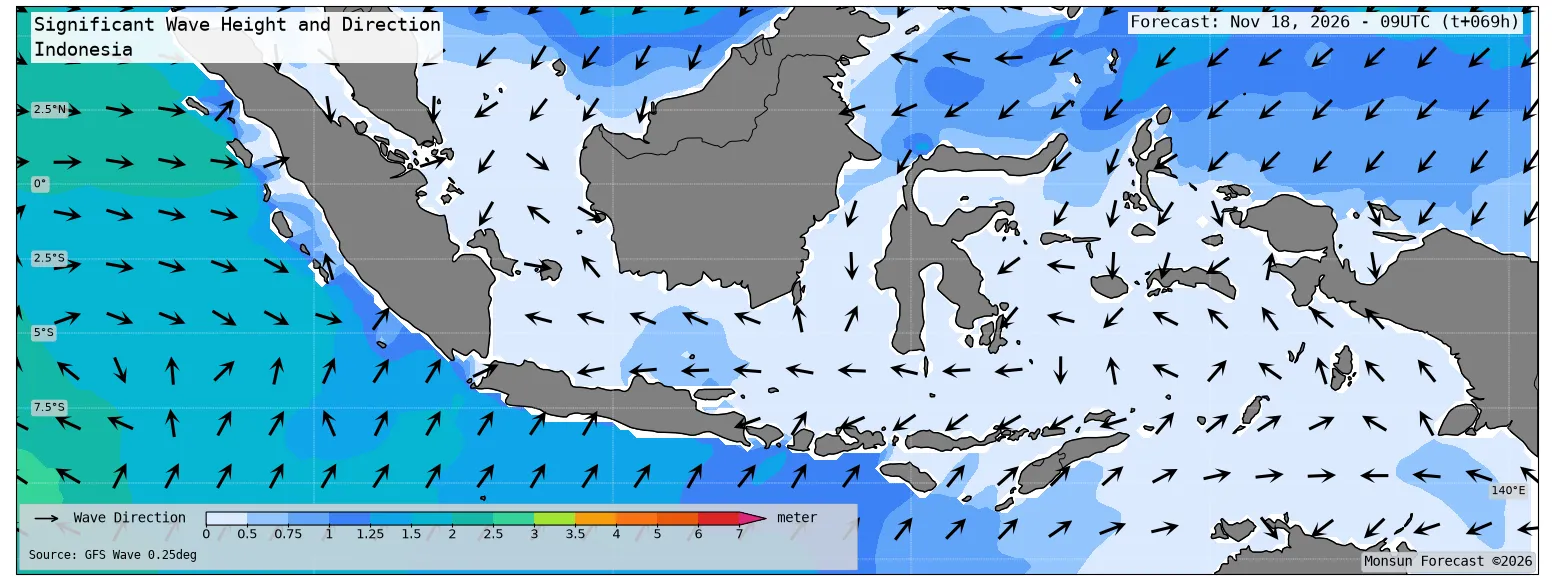 Significant Wave Height and Direction
Indonesia
Forecast: Nov 18, 2026 - 09UTC (t+069h)
2.5°N
0°
2.5°S
5°S
7.5°S
140°E
Wave Direction
0 0.5 0.75 1 1.25 1.5 2 2.5 3 3.5 4 5 6 7
meter
Source: GFS Wave 0.25deg
Monsun Forecast ©2026